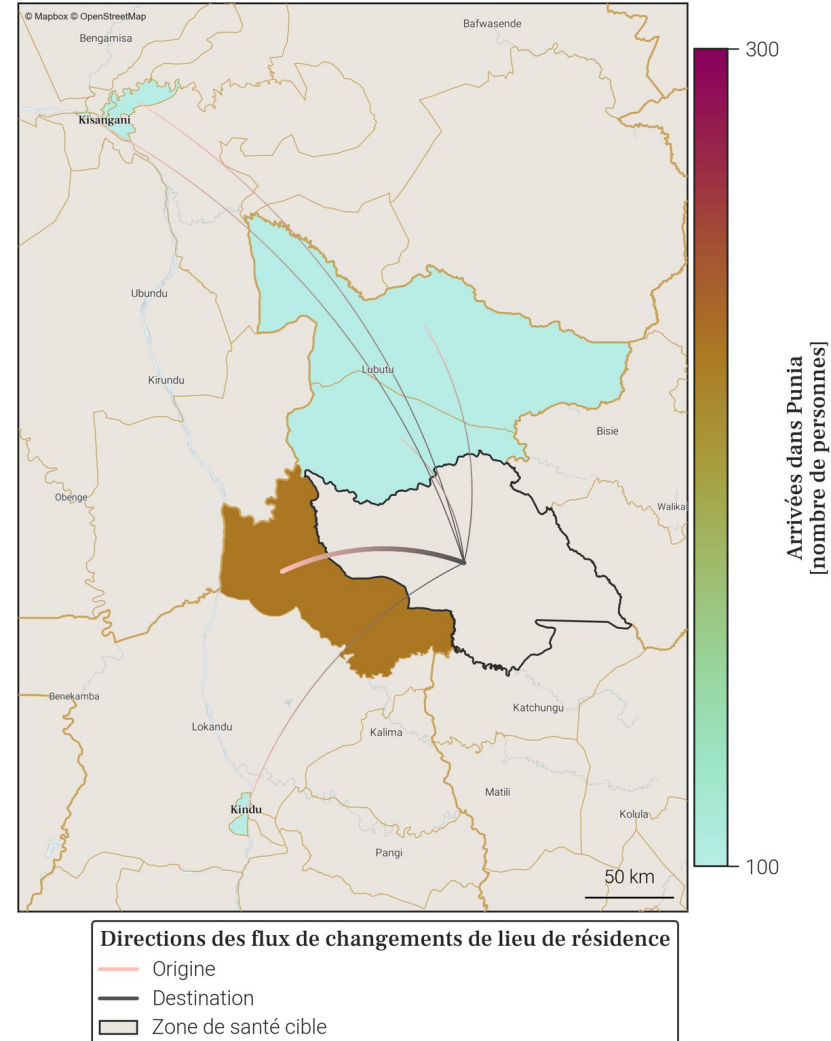 © Mapbox © OpenStreetMap
Bafwasende
Bengamisa
Kisangani
Ubundu
Lubutu
Kirundu
Bisie
Obenge
Walika
Benekamba
Katchungu
Lokandu
Kalima
Matili
Kindu
Kolula
Pangi
50 km
300
100
Arrivées dans Punia
[nombre de personnes]
Directions des flux de changements de lieu de résidence
Origine
Destination
Zone de santé cible